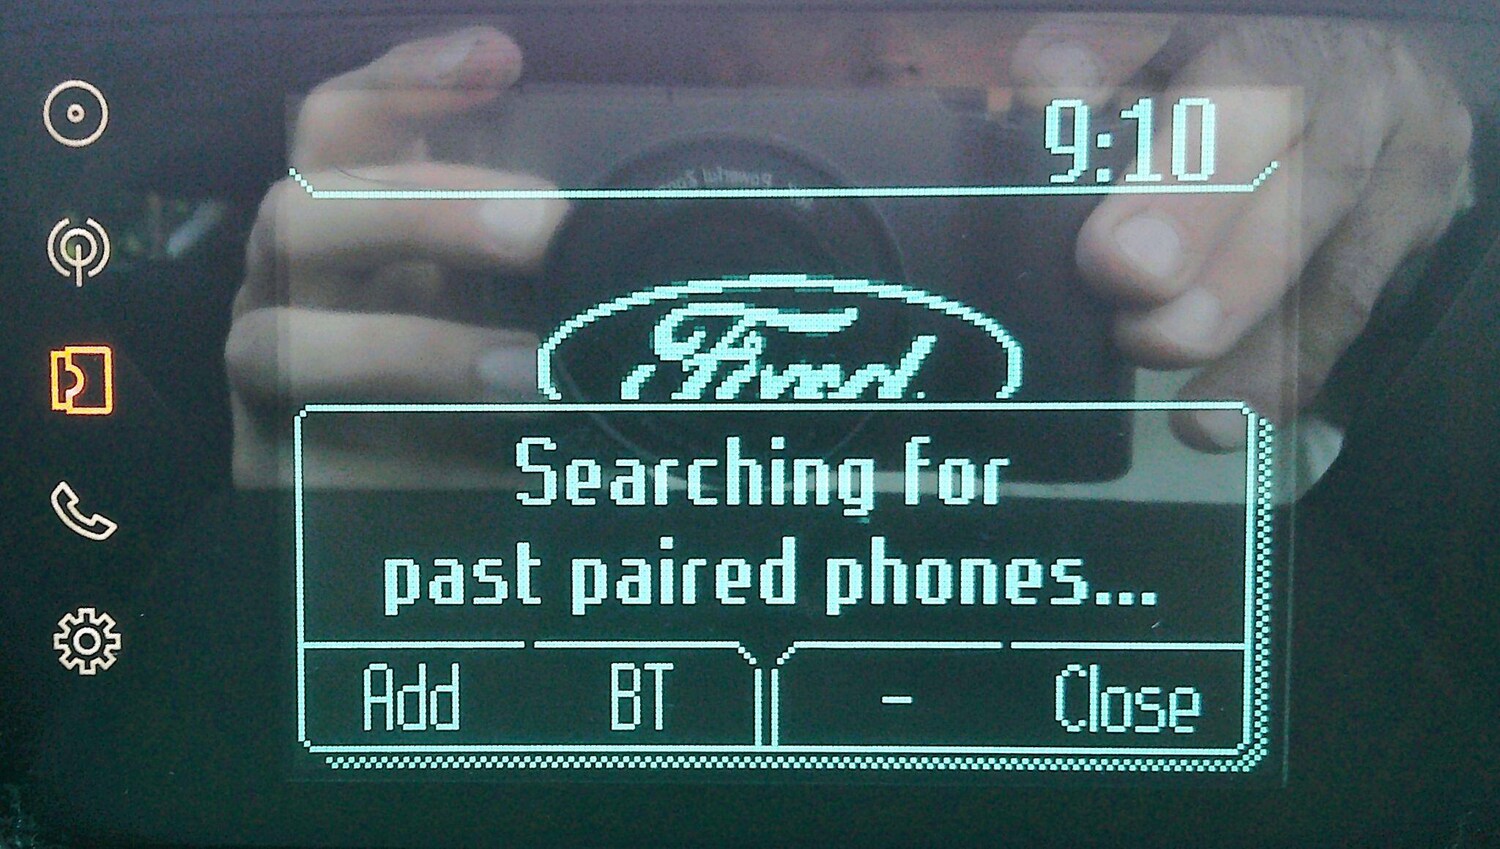 9:10
Ford
Searching for
past paired phones...
Add BT - Close